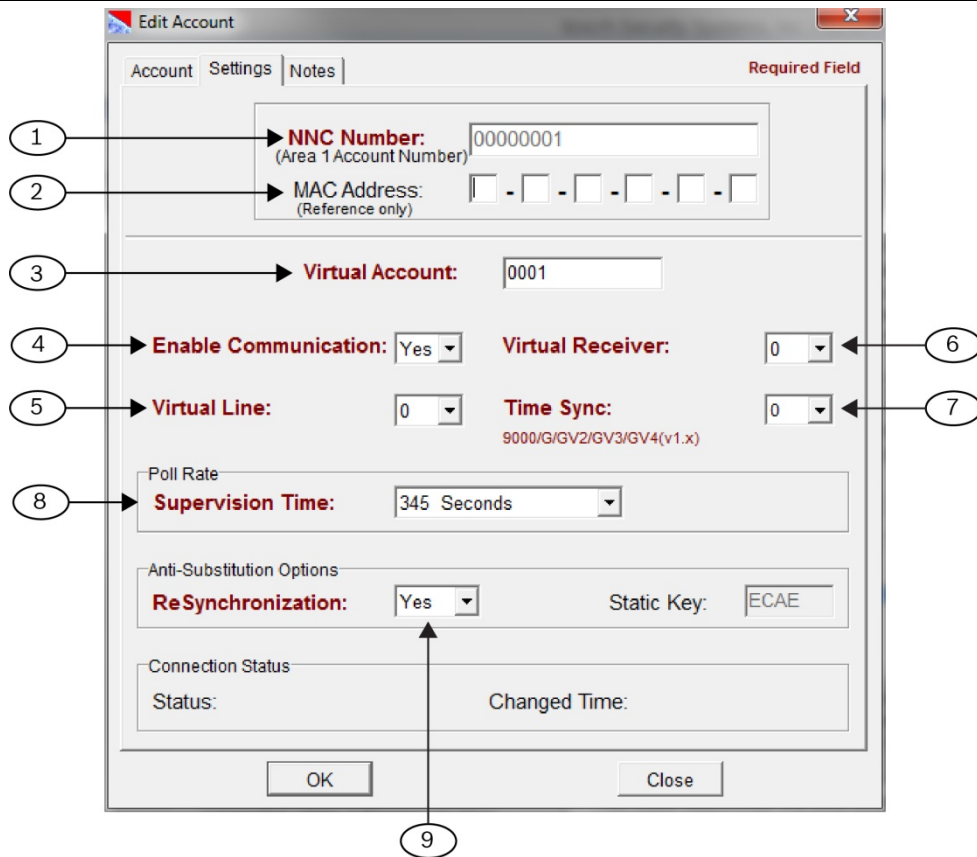 Edit Account
Account Settings Notes Required Field
1 NNC Number: 00000001
(Area 1 Account Number)
2 MAC Address: - - - - -
(Reference only)
3 Virtual Account: 0001
4 Enable Communication: Yes Virtual Receiver: 0 6
5 Virtual Line: 0 Time Sync: 0 7
9000/G/GV2/GV3/GV4(v1.x)
Poll Rate
8 Supervision Time: 345 Seconds
Anti-Substitution Options
ReSynchronization: Yes Static Key: ECAE
Connection Status
Status: Changed Time:
OK Close
9